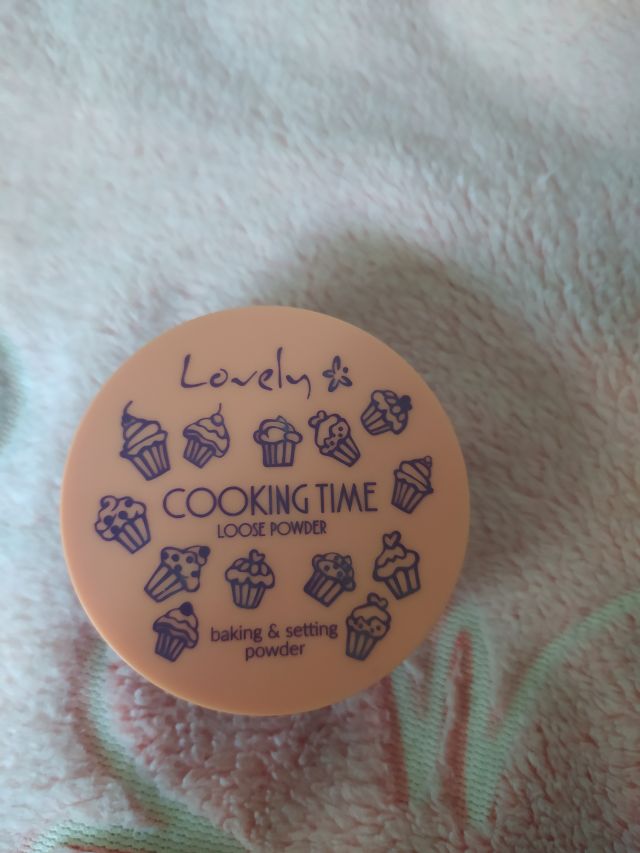 Lovely
COOKING TIME
LOOSE POWDER
baking & setting
powder